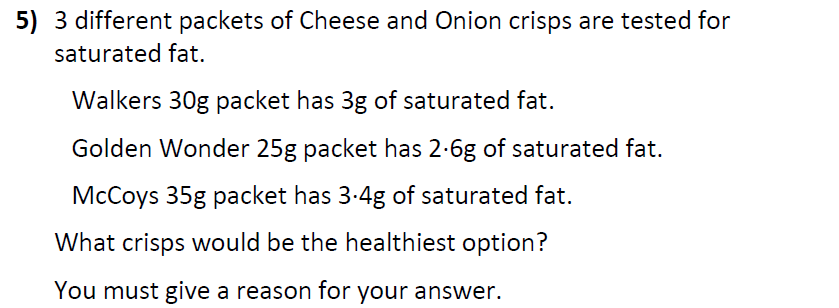 5) 3 different packets of Cheese and Onion crisps are tested for
saturated fat.
Walkers 30g packet has 3g of saturated fat.
Golden Wonder 25g packet has 2·6g of saturated fat.
McCoys 35g packet has 3·4g of saturated fat.
What crisps would be the healthiest option?
You must give a reason for your answer.